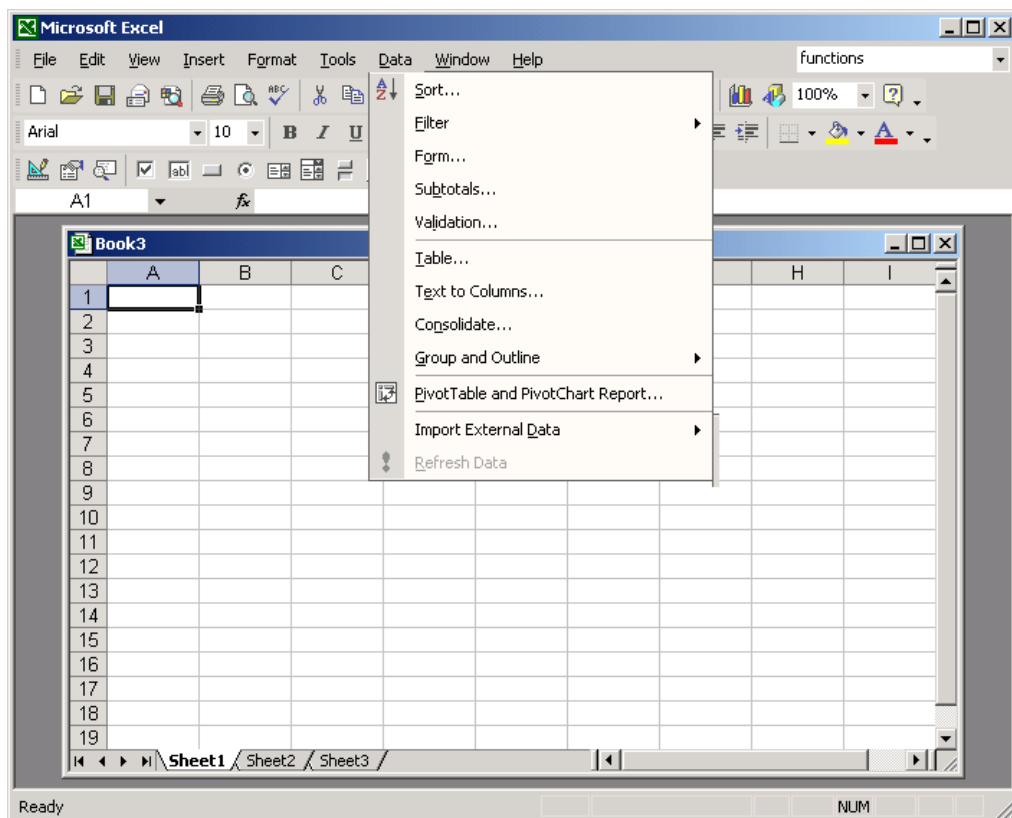 Microsoft Excel
File Edit View Insert Format Tools Data Window Help functions
ABC Sort... 100% ?
Arial 10 B I U Filter A
ab| Form...
A1 fx Subtotals...
Validation...
Book3
Table...
A B C H I
1 Text to Columns...
2 Consolidate...
3
4 Group and Outline
5 PivotTable and PivotChart Report...
6 Import External Data
7
8 Refresh Data
9
10
11
12
13
14
15
16
17
18
19
Sheet1 Sheet2 Sheet3
Ready NUM